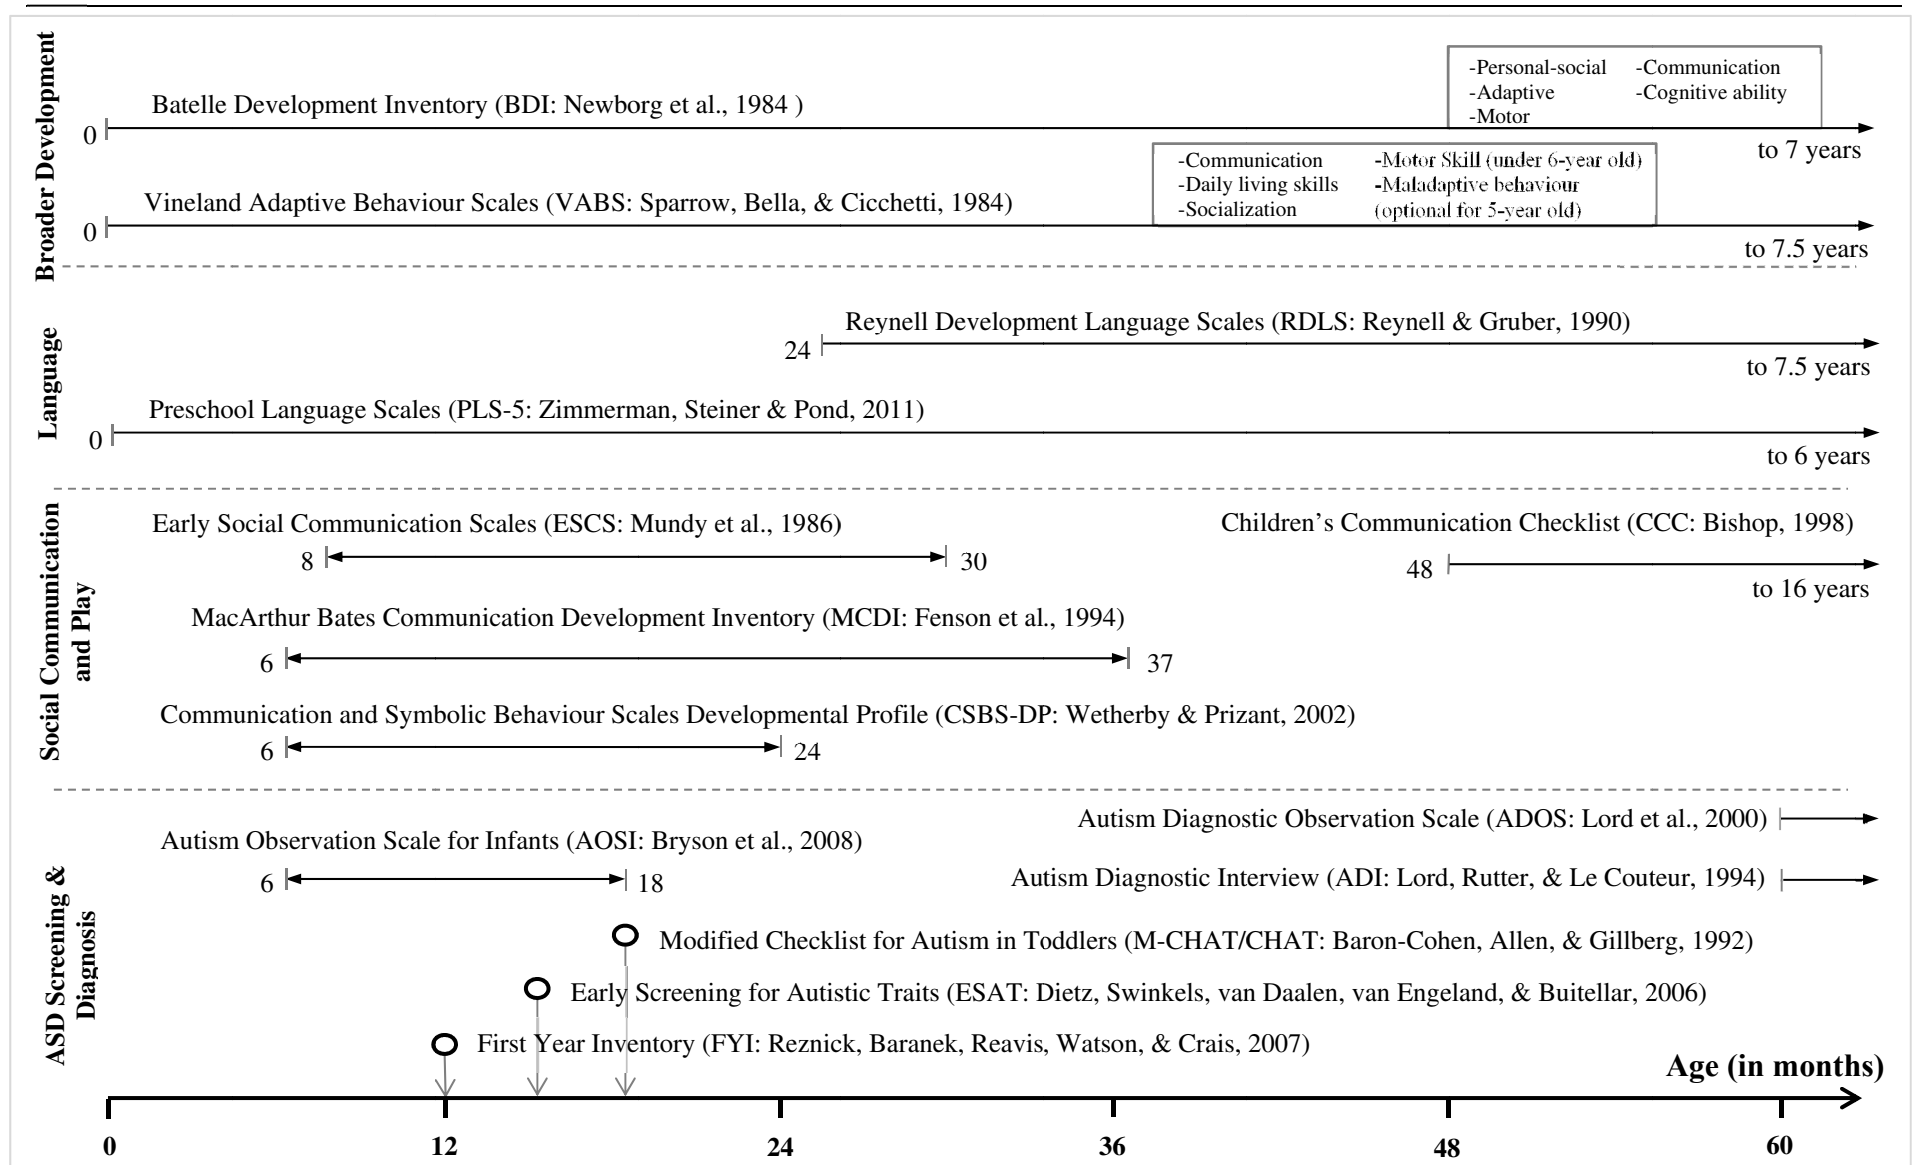 Broader Development
-Personal-social -Communication
-Adaptive -Cognitive ability
-Motor
Batelle Development Inventory (BDI: Newborg et al., 1984 )
0
to 7 years
-Communication -Motor Skill (under 6-year old)
-Daily living skills -Maladaptive behaviour
-Socialization (optional for 5-year old)
Vineland Adaptive Behaviour Scales (VABS: Sparrow, Bella, & Cicchetti, 1984)
0
to 7.5 years
Language
Reynell Development Language Scales (RDLS: Reynell & Gruber, 1990)
24
to 7.5 years
Preschool Language Scales (PLS-5: Zimmerman, Steiner & Pond, 2011)
0
to 6 years
Social Communication
and Play
Early Social Communication Scales (ESCS: Mundy et al., 1986)
8 30
Children’s Communication Checklist (CCC: Bishop, 1998)
48
to 16 years
MacArthur Bates Communication Development Inventory (MCDI: Fenson et al., 1994)
6 37
Communication and Symbolic Behaviour Scales Developmental Profile (CSBS-DP: Wetherby & Prizant, 2002)
6 24
ASD Screening &
Diagnosis
Autism Diagnostic Observation Scale (ADOS: Lord et al., 2000)
Autism Observation Scale for Infants (AOSI: Bryson et al., 2008)
6 18
Autism Diagnostic Interview (ADI: Lord, Rutter, & Le Couteur, 1994)
Modified Checklist for Autism in Toddlers (M-CHAT/CHAT: Baron-Cohen, Allen, & Gillberg, 1992)
Early Screening for Autistic Traits (ESAT: Dietz, Swinkels, van Daalen, van Engeland, & Buitellar, 2006)
First Year Inventory (FYI: Reznick, Baranek, Reavis, Watson, & Crais, 2007)
Age (in months)
0 12 24 36 48 60